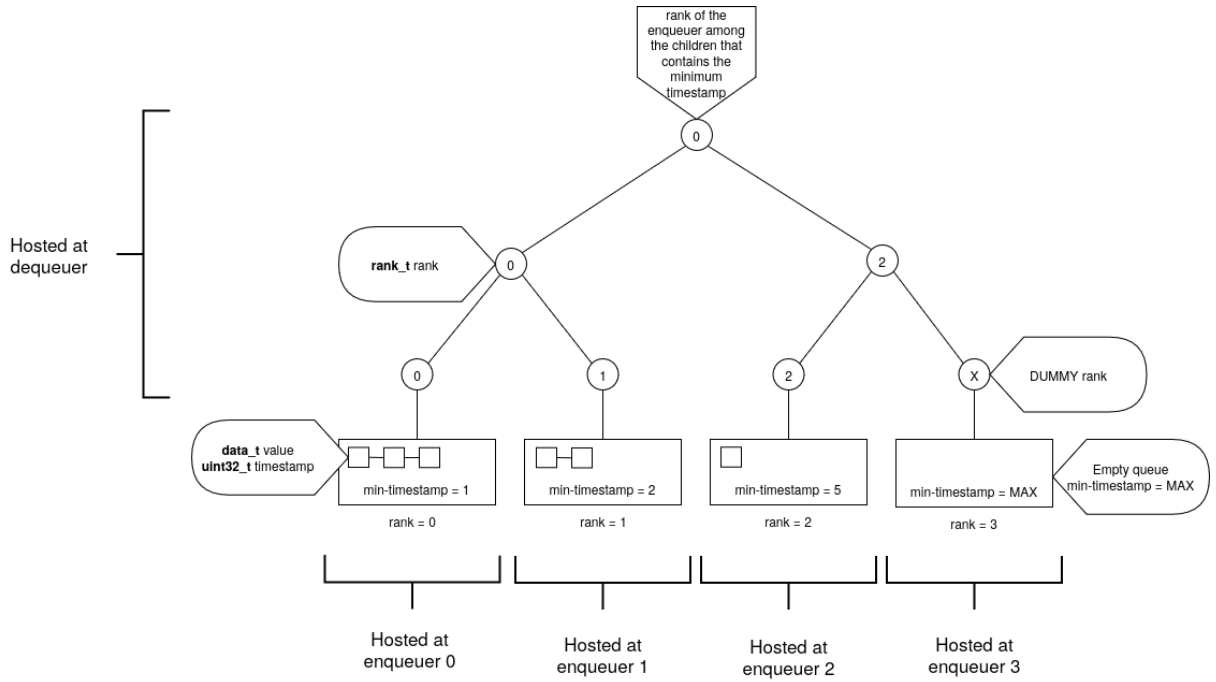 rank of the
enqueuer among
the children that
contains the
minimum
timestamp
0
Hosted at
dequeuer
rank_t rank
0
2
0
1
2
X
DUMMY rank
data_t value
uint32_t timestamp
min-timestamp = 1
min-timestamp = 2
min-timestamp = 5
min-timestamp = MAX
Empty queue
min-timestamp = MAX
rank = 0
rank = 1
rank = 2
rank = 3
Hosted at
enqueuer 0
Hosted at
enqueuer 1
Hosted at
enqueuer 2
Hosted at
enqueuer 3